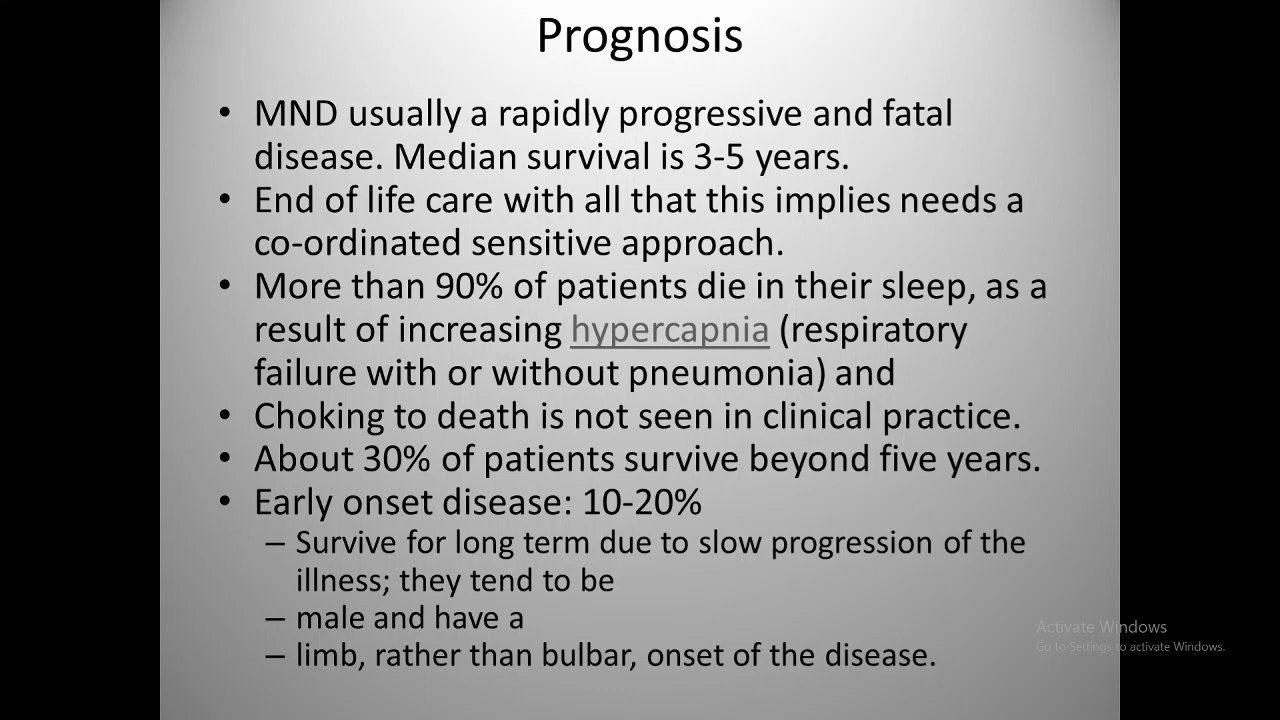 Prognosis
• MND usually a rapidly progressive and fatal
disease. Median survival is 3-5 years.
• End of life care with all that this implies needs a
co-ordinated sensitive approach.
• More than 90% of patients die in their sleep, as a
result of increasing hypercapnia (respiratory
failure with or without pneumonia) and
• Choking to death is not seen in clinical practice.
• About 30% of patients survive beyond five years.
• Early onset disease: 10-20%
– Survive for long term due to slow progression of the
illness; they tend to be
– male and have a
– limb, rather than bulbar, onset of the disease.
Activate Windows
Go to Settings to activate Windows.